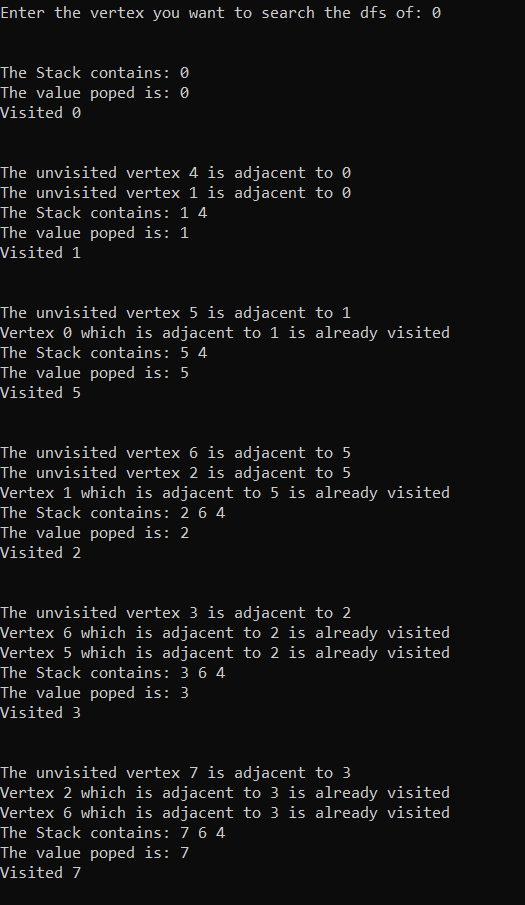 Enter the vertex you want to search the dfs of: 0
The Stack contains: 0
The value poped is: 0
Visited 0
The unvisited vertex 4 is adjacent to 0
The unvisited vertex 1 is adjacent to 0
The Stack contains: 1 4
The value poped is: 1
Visited 1
The unvisited vertex 5 is adjacent to 1
Vertex 0 which is adjacent to 1 is already visited
The Stack contains: 5 4
The value poped is: 5
Visited 5
The unvisited vertex 6 is adjacent to 5
The unvisited vertex 2 is adjacent to 5
Vertex 1 which is adjacent to 5 is already visited
The Stack contains: 2 6 4
The value poped is: 2
Visited 2
The unvisited vertex 3 is adjacent to 2
Vertex 6 which is adjacent to 2 is already visited
Vertex 5 which is adjacent to 2 is already visited
The Stack contains: 3 6 4
The value poped is: 3
Visited 3
The unvisited vertex 7 is adjacent to 3
Vertex 2 which is adjacent to 3 is already visited
Vertex 6 which is adjacent to 3 is already visited
The Stack contains: 7 6 4
The value poped is: 7
Visited 7